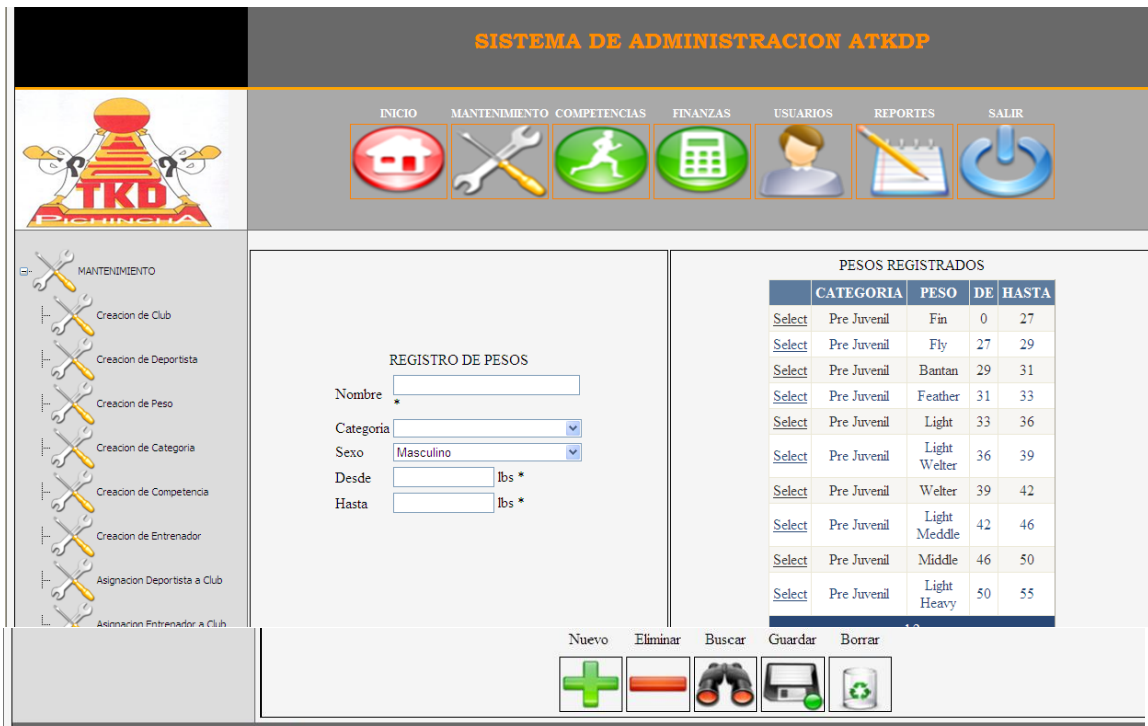 SISTEMA DE ADMINISTRACION ATKDP
INICIO MANTENIMIENTO COMPETENCIAS FINANZAS USUARIOS REPORTES SALIR
TKD
PICHINCHA
MANTENIMIENTO
Creacion de Club
Creacion de Deportista
Creacion de Peso
Creacion de Categoria
Creacion de Competencia
Creacion de Entrenador
Asignacion Deportista a Club
Asignacion Entrenador a Club
REGISTRO DE PESOS
Nombre
*
Categoria
Sexo Masculino
Desde lbs *
Hasta lbs *
PESOS REGISTRADOS
CATEGORIA PESO DE HASTA
Select Pre Juvenil Fin 0 27
Select Pre Juvenil Fly 27 29
Select Pre Juvenil Bantan 29 31
Select Pre Juvenil Feather 31 33
Select Pre Juvenil Light 33 36
Select Pre Juvenil Light Welter 36 39
Select Pre Juvenil Welter 39 42
Select Pre Juvenil Light Meddle 42 46
Select Pre Juvenil Middle 46 50
Select Pre Juvenil Light Heavy 50 55
Nuevo Eliminar Buscar Guardar Borrar